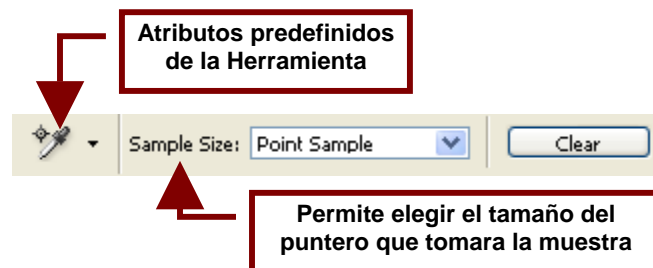 Atributos predefinidos
de la Herramienta
Sample Size: Point Sample Clear
Permite elegir el tamaño del
puntero que tomara la muestra